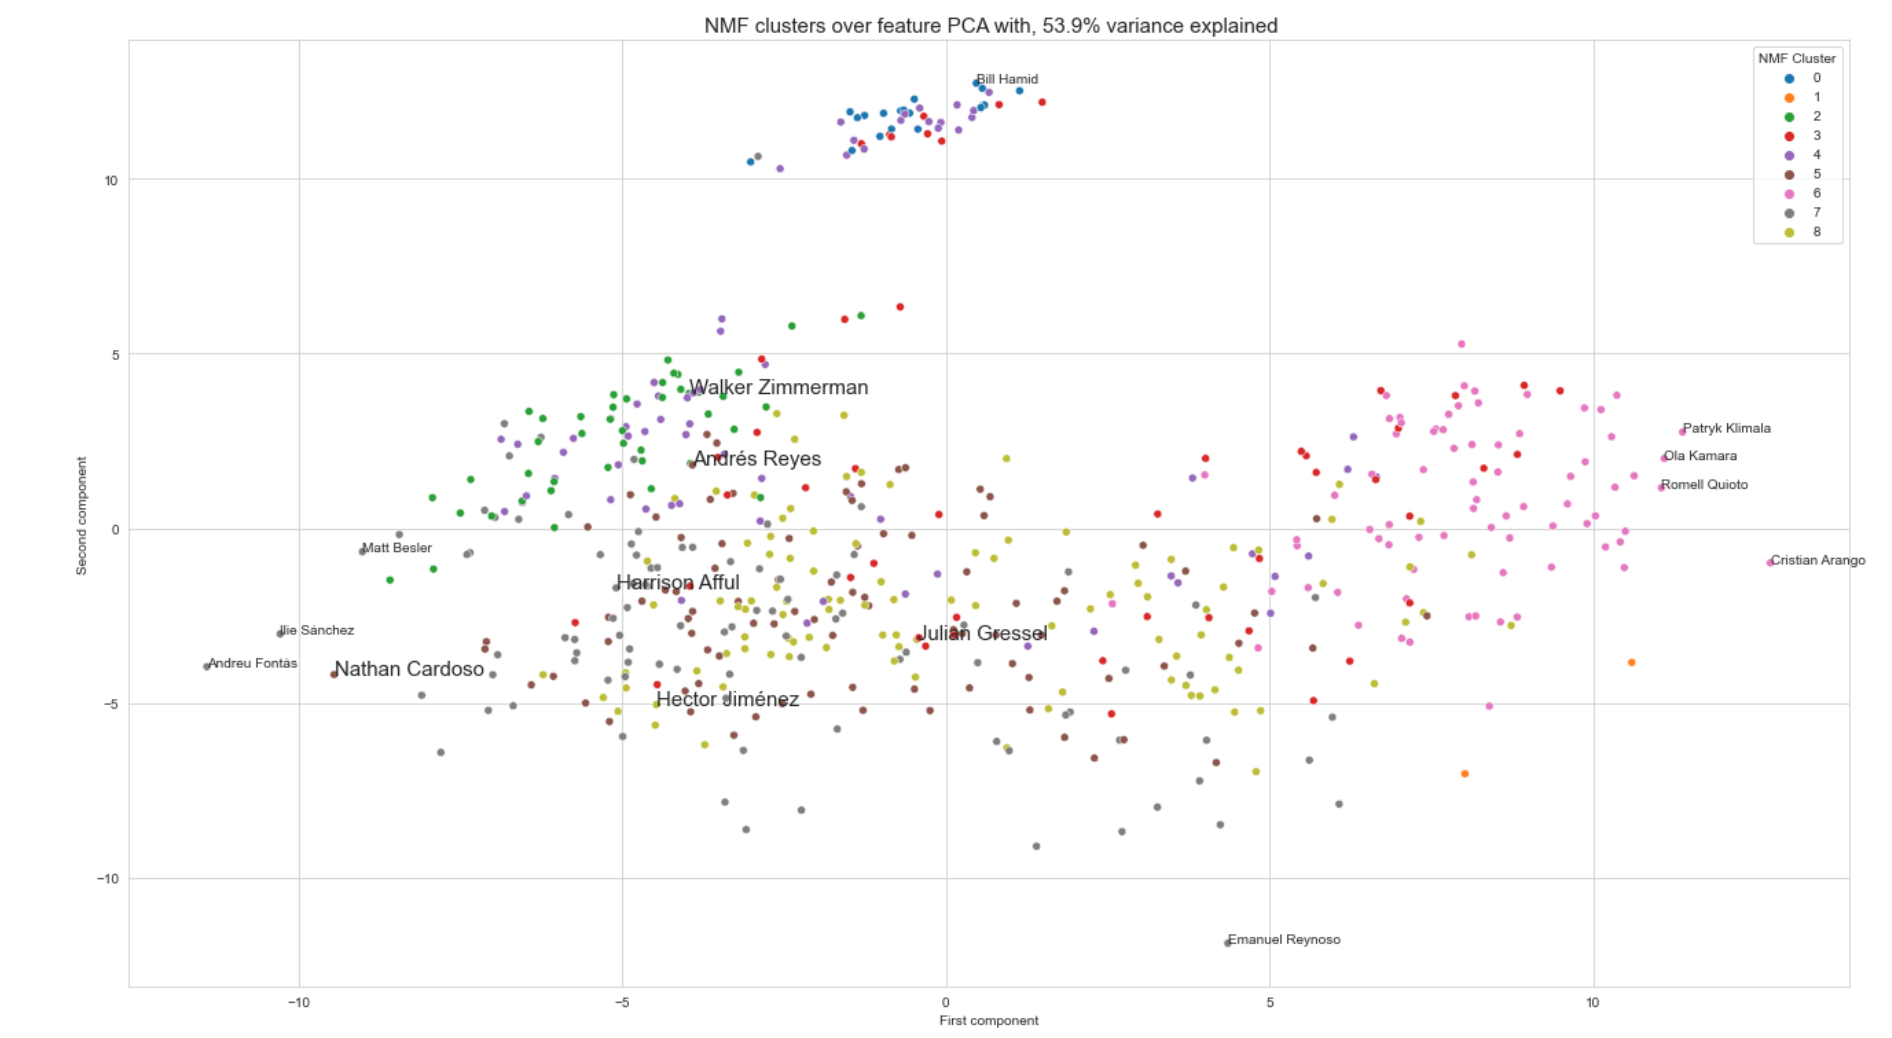 NMF clusters over feature PCA with, 53.9% variance explained
NMF Cluster
0
1
2
3
4
5
6
7
8
Bill Hamid
Walker Zimmerman
Andrés Reyes
Patryk Klimala
Ola Kamara
Romell Quioto
Matt Besler
Cristian Arango
Harrison Afful
Ilie Sánchez
Julian Gressel
Andreu Fontàs
Nathan Cardoso
Hector Jiménez
Emanuel Reynoso
10
5
0
−5
−10
Second component
−10
−5
0
5
10
First component